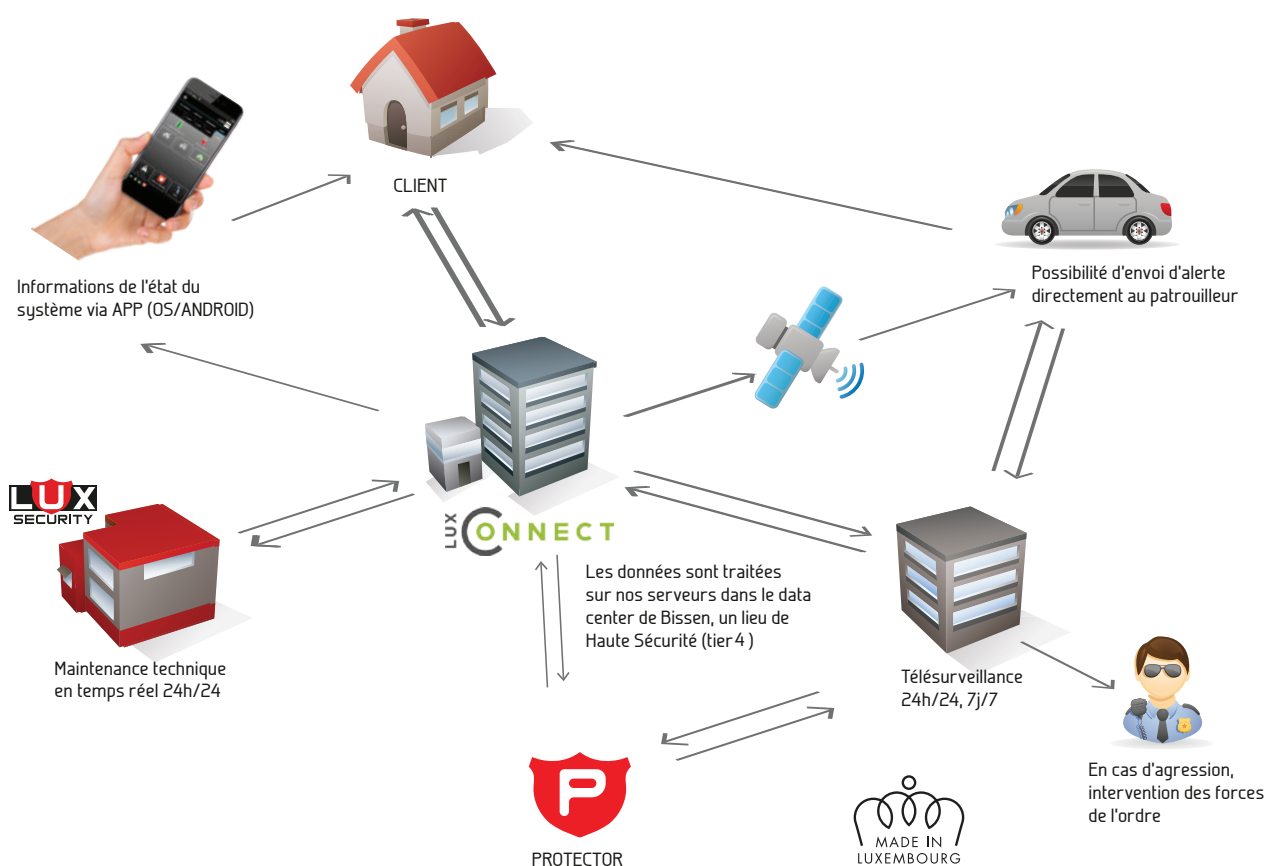 CLIENT
Informations de l'état du
système via APP (OS/ANDROID)
Possibilité d'envoi d'alerte
directement au patrouilleur
LUX
SECURITY
LUX CONNECT
Les données sont traitées
sur nos serveurs dans le data
center de Bissen, un lieu de
Haute Sécurité (tier4 )
Maintenance technique
en temps réel 24h/24
Télésurveillance
24h/24, 7j/7
En cas d'agression,
intervention des forces
de l'ordre
P
PROTECTOR
MADE IN
LUXEMBOURG